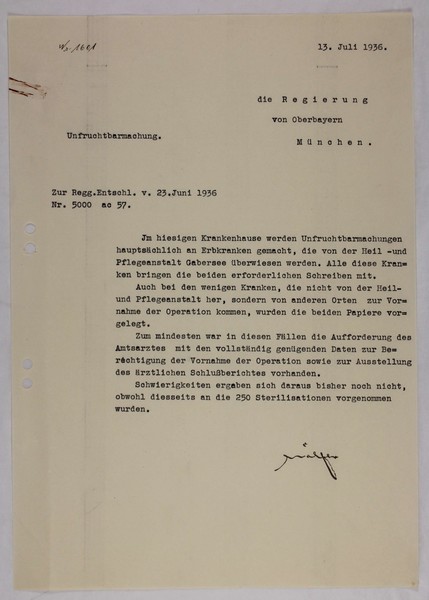 13. Juli 1936.
die Regierung
von Oberbayern
München.
Unfruchtbarmachung.
Zur Regg.Entschl. v. 23.Juni 1936
Nr. 5000 ac 57.
Jm hiesigen Krankenhause werden Unfruchtbarmachungen
hauptsächlich an Erbkranken gemacht, die von der Heil -und
Pflegeanstalt Gabersee überwiesen werden. Alle diese Kran=
ken bringen die beiden erforderlichen Schreiben mit.
Auch bei den wenigen Kranken, die nicht von der Heil-
und Pflegeanstalt her, sondern von anderen Orten zur Vor=
nahme der Operation kommen, wurden die beiden Papiere vor=
gelegt.
Zum mindesten war in diesen Fällen die Aufforderung des
Amtsarztes mit den vollständig genügenden Daten zur Be=
rechtigung der Vornahme der Operation sowie zur Ausstellung
des ärztlichen Schlußberichtes vorhanden.
Schwierigkeiten ergaben sich daraus bisher noch nicht,
obwohl diesseits an die 250 Sterilisationen vorgenommen
wurden.